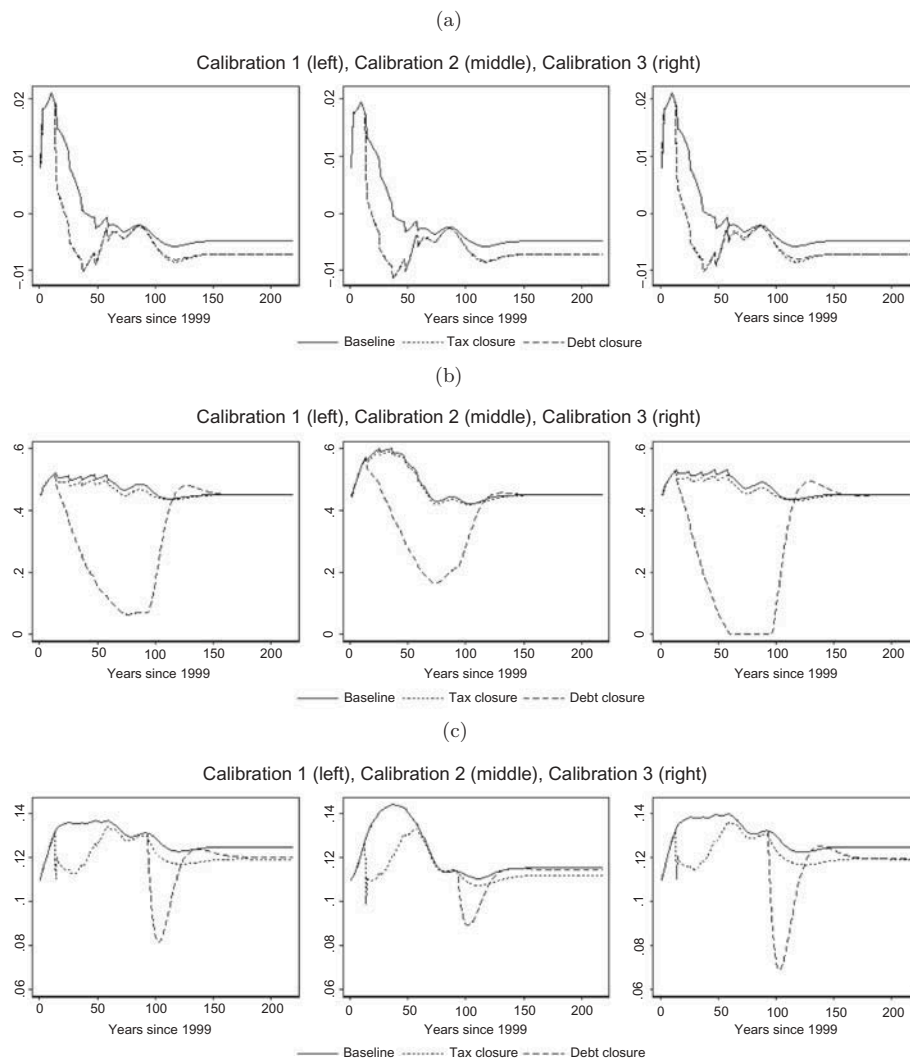 (a)
Calibration 1 (left), Calibration 2 (middle), Calibration 3 (right)
.02
.01
0
−.01
0 50 100 150 200
Years since 1999
.02
.01
0
−.01
0 50 100 150 200
Years since 1999
.02
.01
0
−.01
0 50 100 150 200
Years since 1999
Baseline Tax closure Debt closure
(b)
Calibration 1 (left), Calibration 2 (middle), Calibration 3 (right)
.6
.4
.2
0
0 50 100 150 200
Years since 1999
.6
.4
.2
0
0 50 100 150 200
Years since 1999
.6
.4
.2
0
0 50 100 150 200
Years since 1999
Baseline Tax closure Debt closure
(c)
Calibration 1 (left), Calibration 2 (middle), Calibration 3 (right)
.14
.12
.1
.08
.06
0 50 100 150 200
Years since 1999
.14
.12
.1
.08
.06
0 50 100 150 200
Years since 1999
.14
.12
.1
.08
.06
0 50 100 150 200
Years since 1999
Baseline Tax closure Debt closure